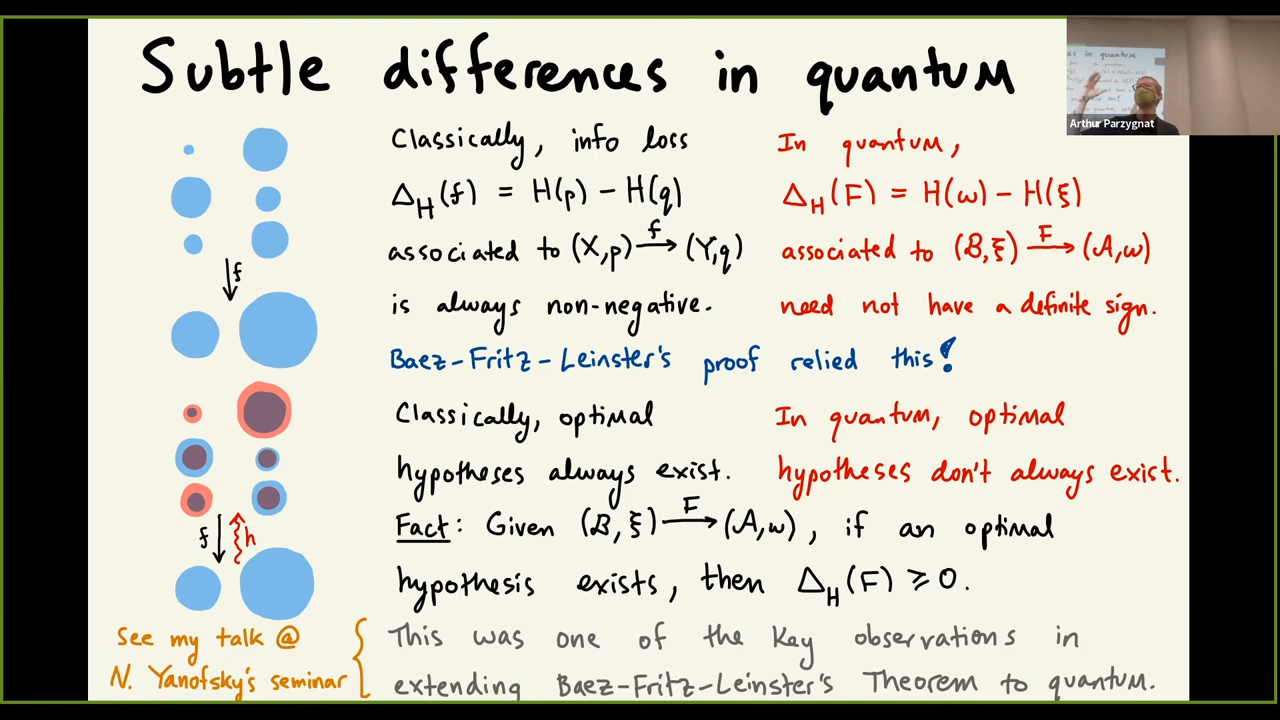 Subtle differences in quantum
Arthur Parzygnat
Classically, info loss
Δ_H(f) = H(p) - H(q)
associated to (X,p) —f→ (Y,q)
is always non-negative.
In quantum,
Δ_H(F) = H(ω) - H(ξ)
associated to (B,ξ) —F→ (A,ω)
need not have a definite sign.
f
Baez-Fritz-Leinster's proof relied this!
Classically, optimal
hypotheses always exist.
In quantum, optimal
hypotheses don't always exist.
f h
Fact: Given (B,ξ) —F→ (A,ω), if an optimal
hypothesis exists, then Δ_H(F) ⩾ 0.
See my talk @
N. Yanofsky's seminar
This was one of the key observations in
extending Baez-Fritz-Leinster's Theorem to quantum.